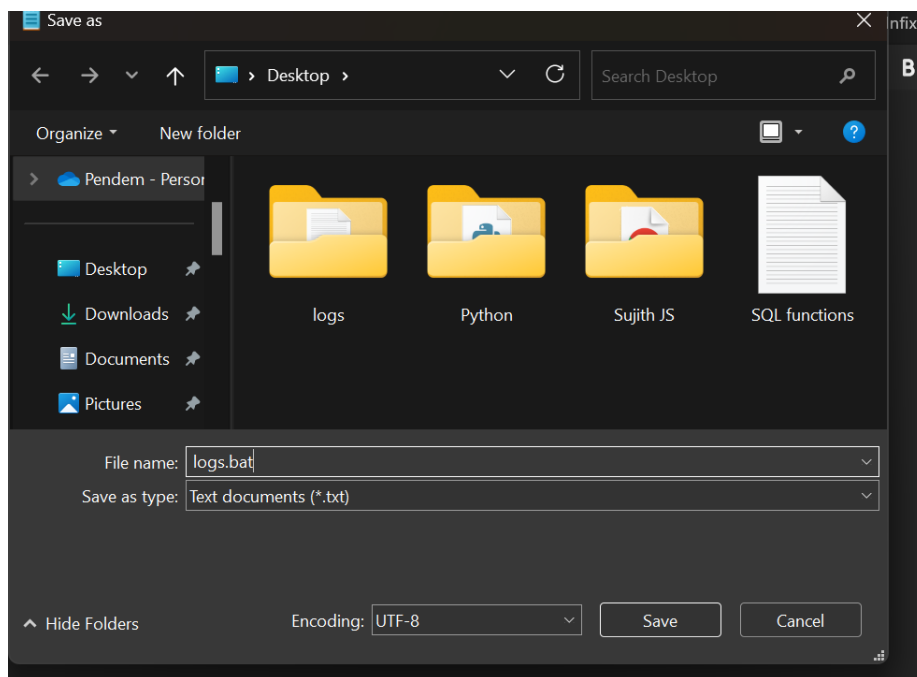 Save as
nfix
Desktop
Search Desktop
B
Organize
New folder
?
Pendem - Persor
Desktop
Downloads
Documents
Pictures
logs
Python
Sujith JS
SQL functions
File name: logs.bat
Save as type: Text documents (*.txt)
Hide Folders
Encoding: UTF-8
Save
Cancel